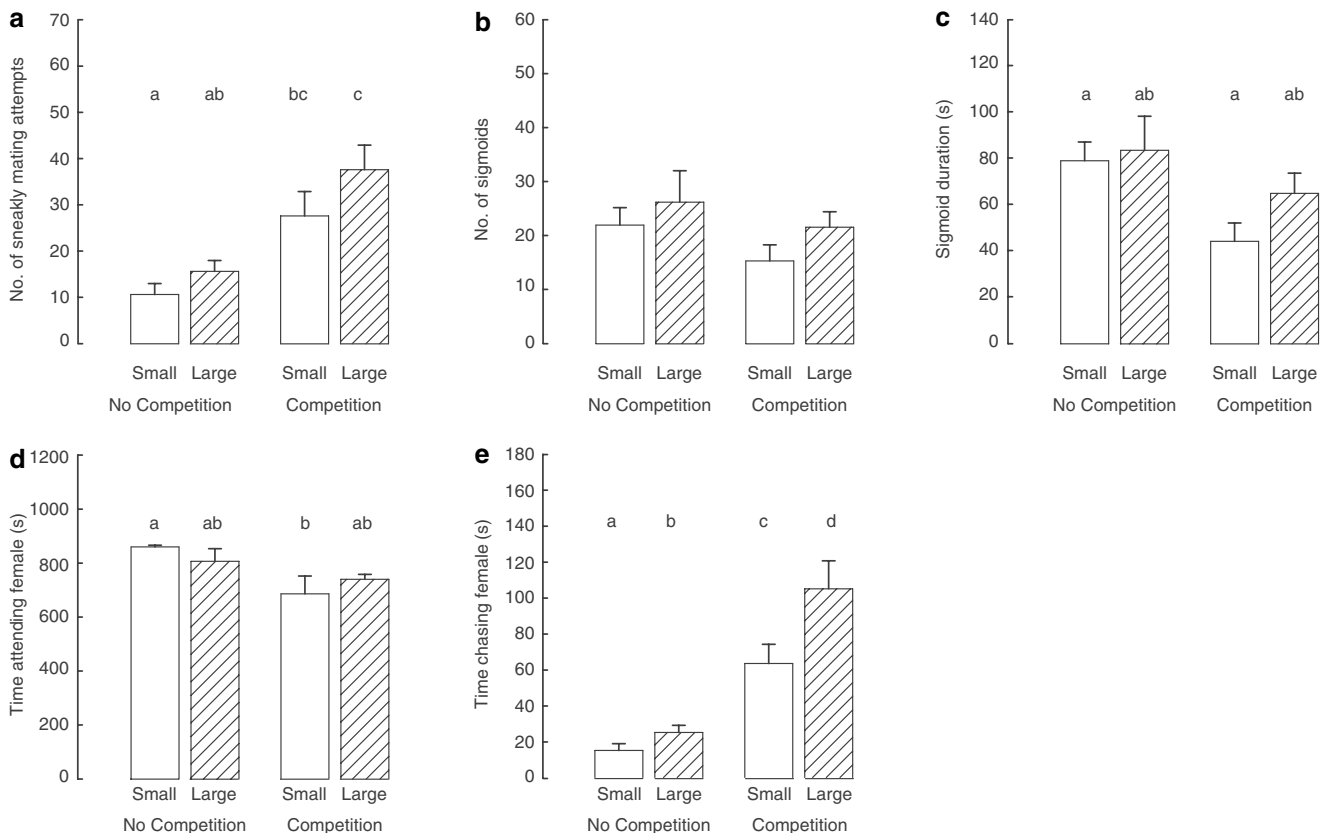 a
70
60
50
40
30
20
10
0
No. of sneakly mating attempts
a ab bc c
Small Large Small Large
No Competition Competition
b
60
50
40
30
20
10
0
No. of sigmoids
Small Large Small Large
No Competition Competition
c
140
120
100
80
60
40
20
0
Sigmoid duration (s)
a ab a ab
Small Large Small Large
No Competition Competition
d
1200
1000
800
600
400
200
0
Time attending female (s)
a ab b ab
Small Large Small Large
No Competition Competition
e
180
160
140
120
100
80
60
40
20
0
Time chasing female (s)
a b c d
Small Large Small Large
No Competition Competition